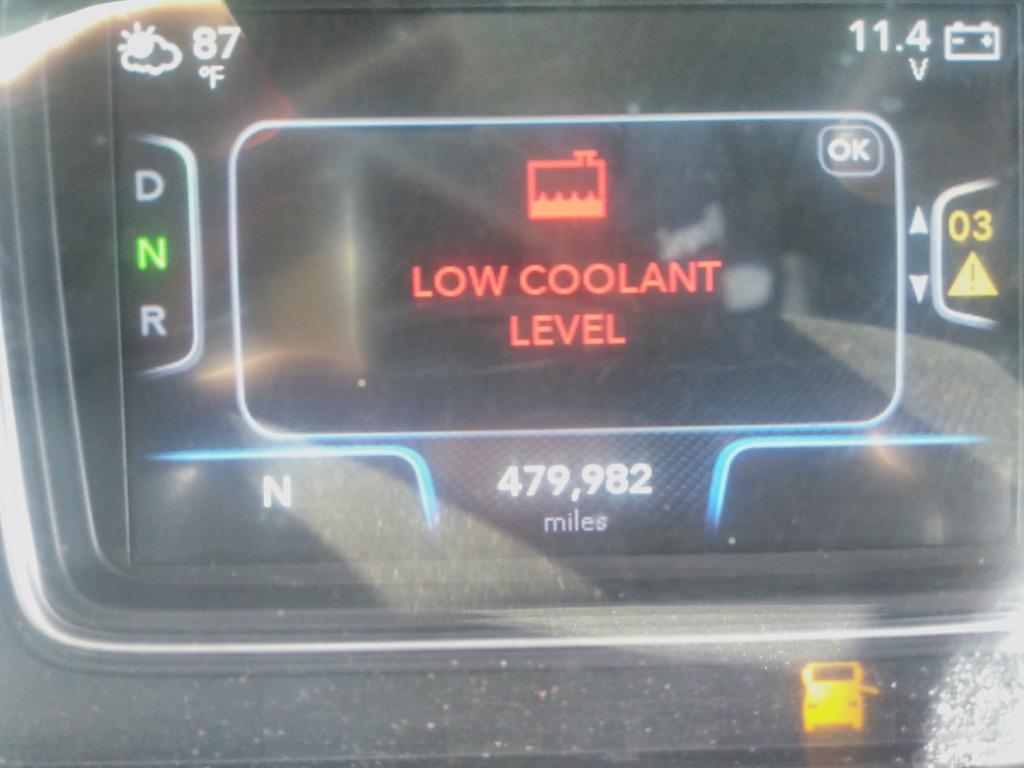 87
°F
11.4
V
OK
D
N
R
LOW COOLANT
LEVEL
03
N
479,982
miles